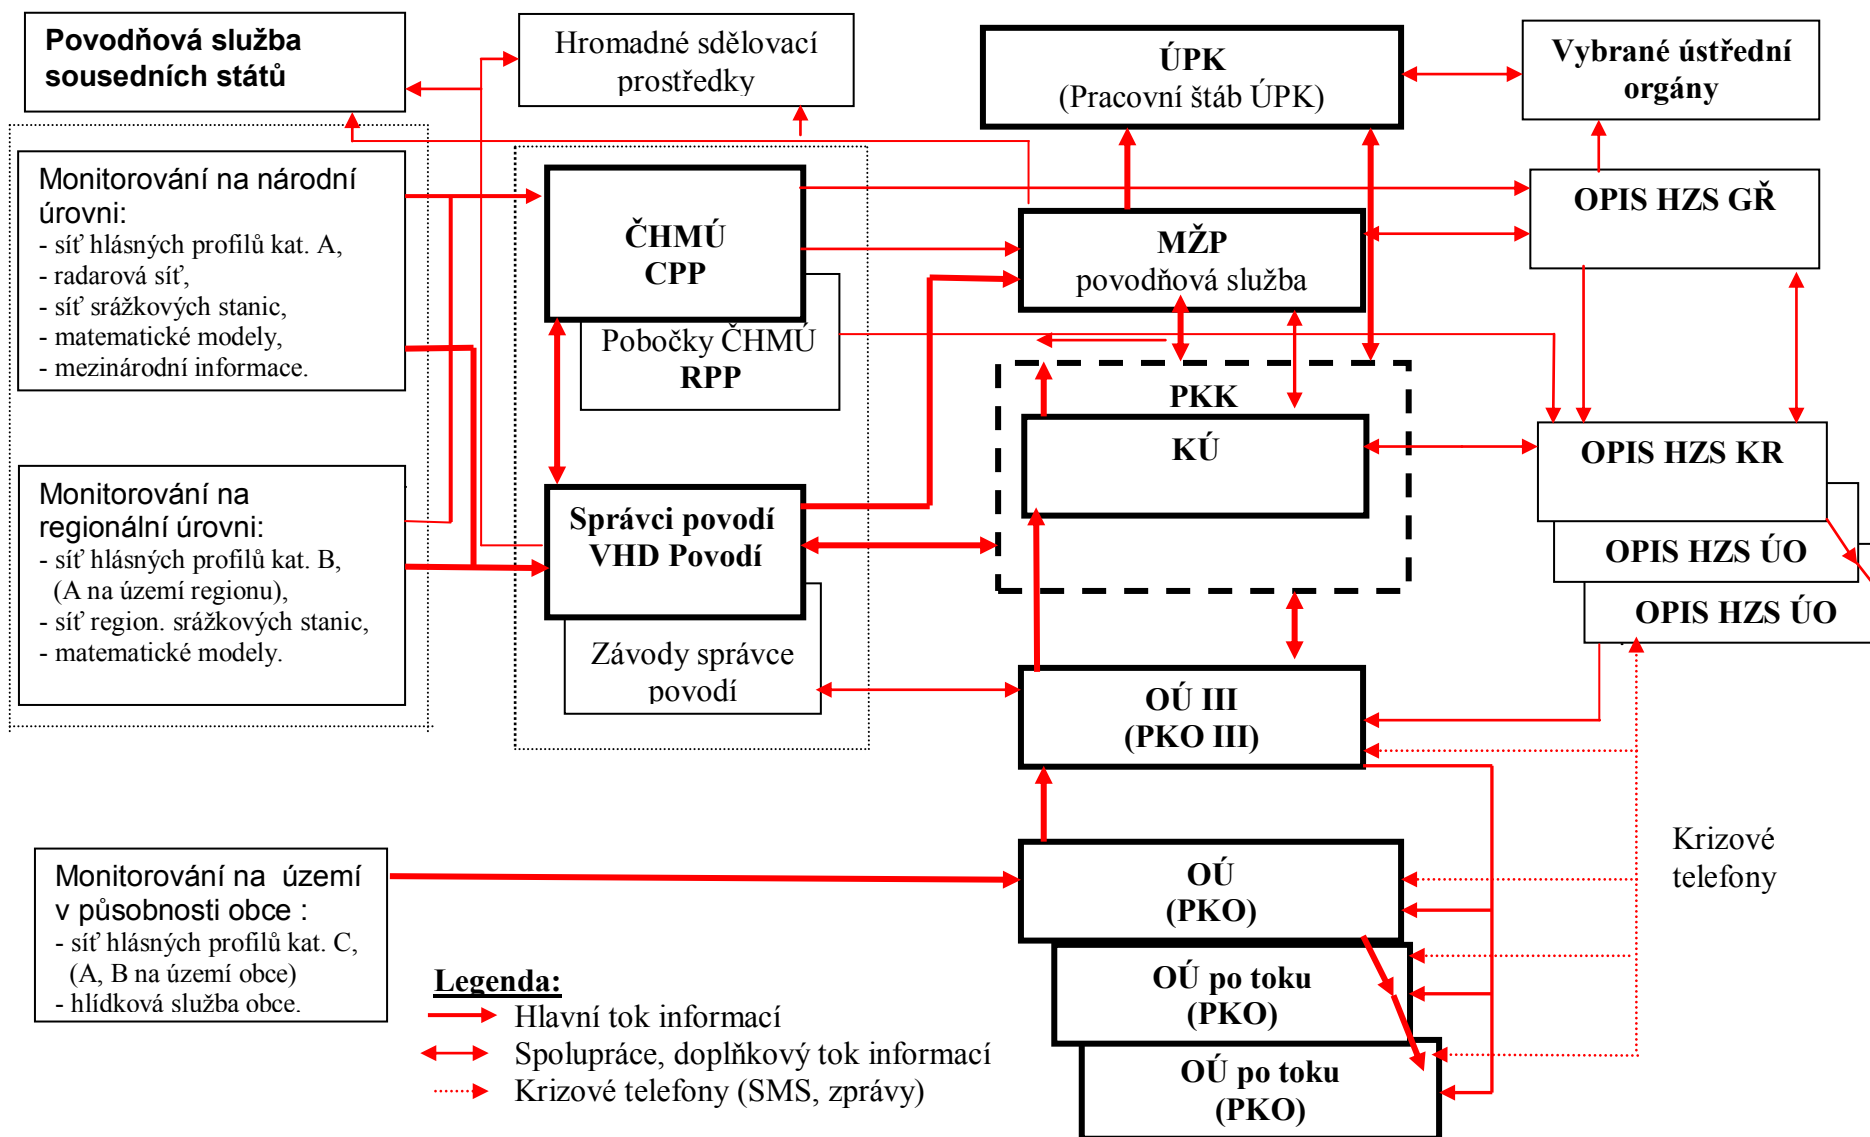 Povodňová služba
sousedních států
Hromadné sdělovací
prostředky
ÚPK
(Pracovní štáb ÚPK)
Vybrané ústřední
orgány
Monitorování na národní
úrovni:
- síť hlásných profilů kat. A,
- radarová síť,
- síť srážkových stanic,
- matematické modely,
- mezinárodní informace.
ČHMÚ
CPP
Pobočky ČHMÚ
RPP
MŽP
povodňová služba
OPIS HZS GŘ
PKK
KÚ
OPIS HZS KR
OPIS HZS ÚO
OPIS HZS ÚO
Monitorování na
regionální úrovni:
- síť hlásných profilů kat. B,
(A na území regionu),
- síť region. srážkových stanic,
- matematické modely.
Správci povodí
VHD Povodí
Závody správce
povodí
OÚ III
(PKO III)
Monitorování na území
v působnosti obce :
- síť hlásných profilů kat. C,
(A, B na území obce)
- hlídková služba obce.
OÚ
(PKO)
OÚ po toku
(PKO)
OÚ po toku
(PKO)
Krizové
telefony
Legenda:
Hlavní tok informací
Spolupráce, doplňkový tok informací
Krizové telefony (SMS, zprávy)